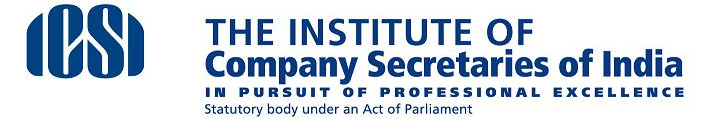 ICSI
THE INSTITUTE OF
Company Secretaries of India
IN PURSUIT OF PROFESSIONAL EXCELLENCE
Statutory body under an Act of Parliament